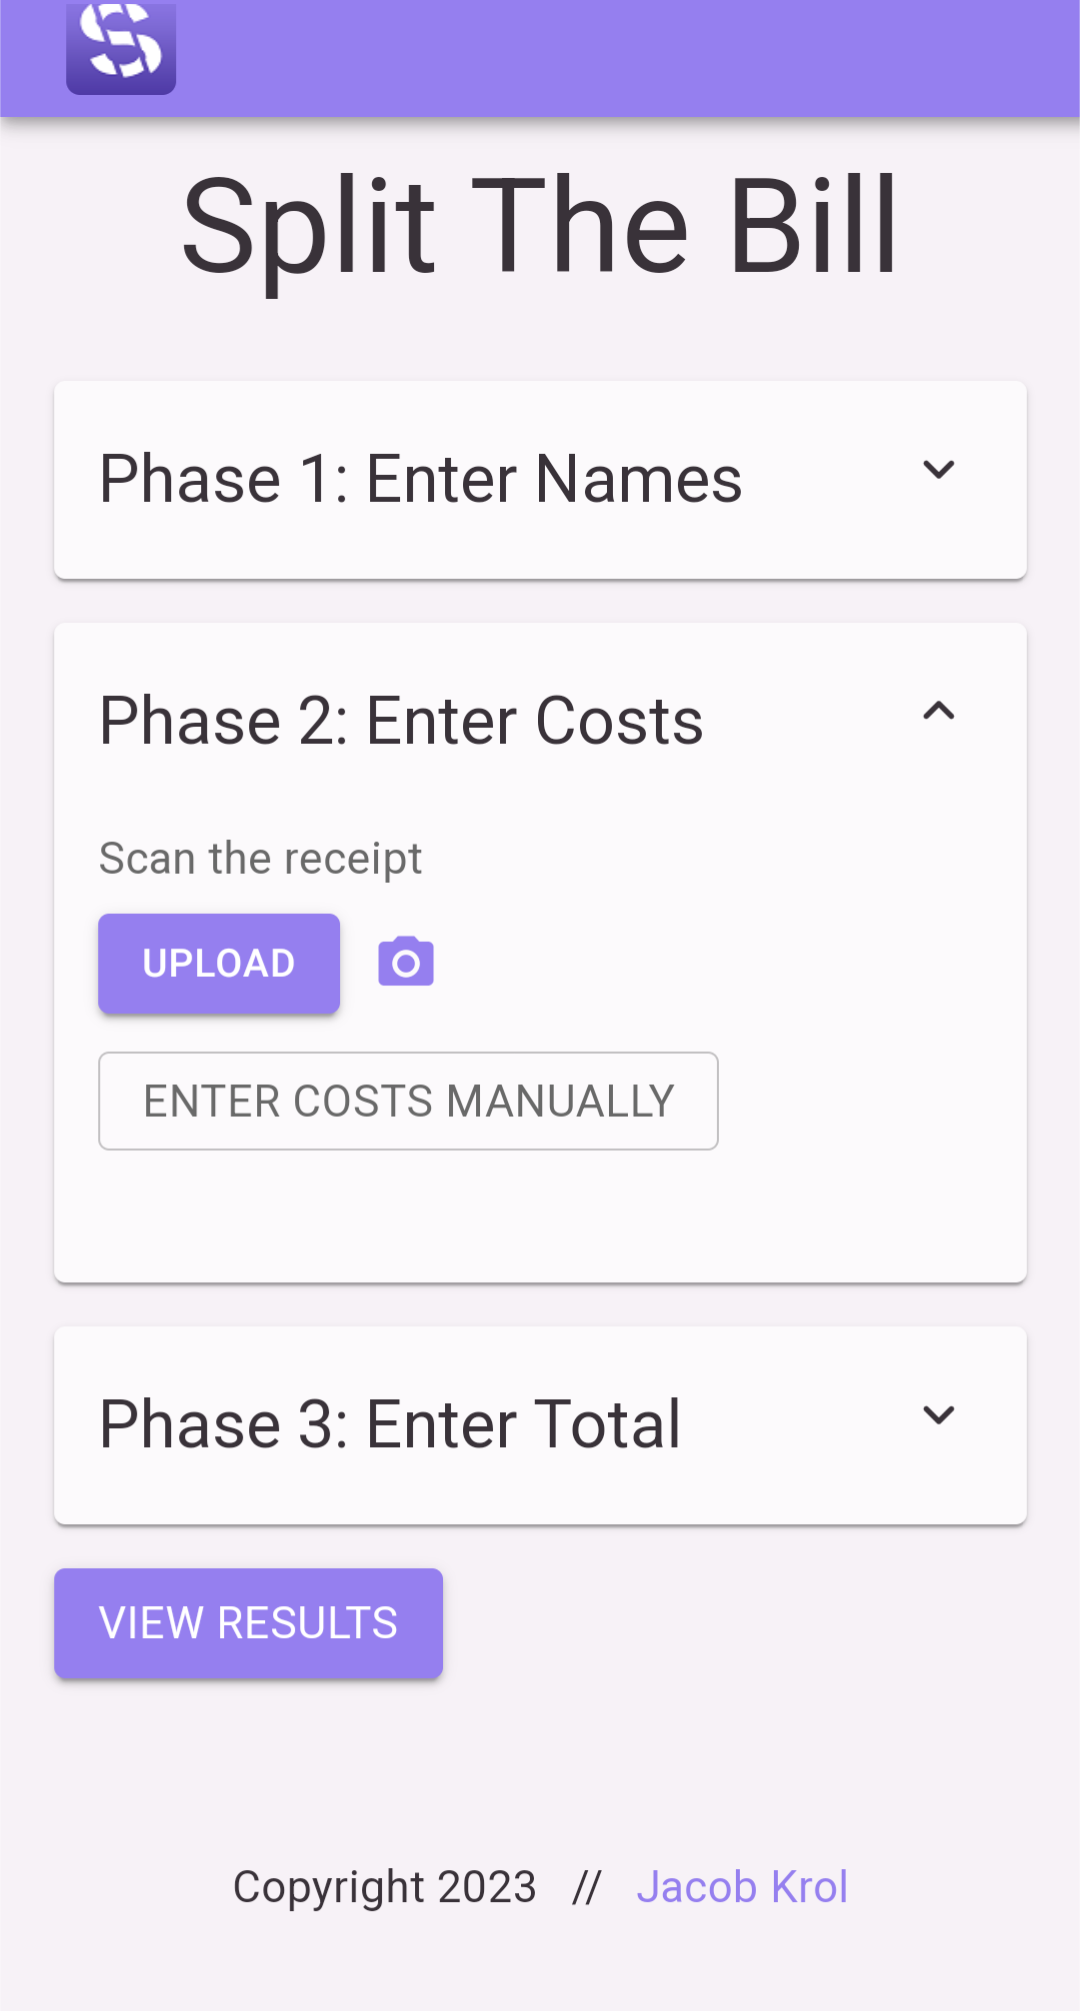 S
Split The Bill
Phase 1: Enter Names
Phase 2: Enter Costs
Scan the receipt
UPLOAD
ENTER COSTS MANUALLY
Phase 3: Enter Total
VIEW RESULTS
Copyright 2023 // Jacob Krol